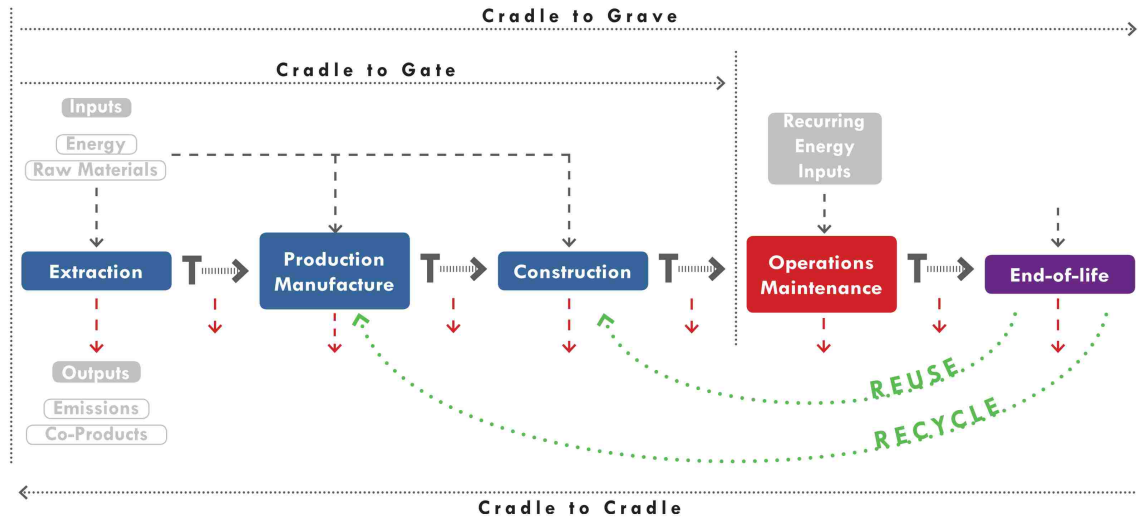 Cradle to Grave
Cradle to Gate
Inputs
Energy
Raw Materials
Recurring
Energy
Inputs
Extraction
T
Production
Manufacture
T
Construction
T
Operations
Maintenance
T
End-of-life
Outputs
Emissions
Co-Products
REUSE
RECYCLE
Cradle to Cradle